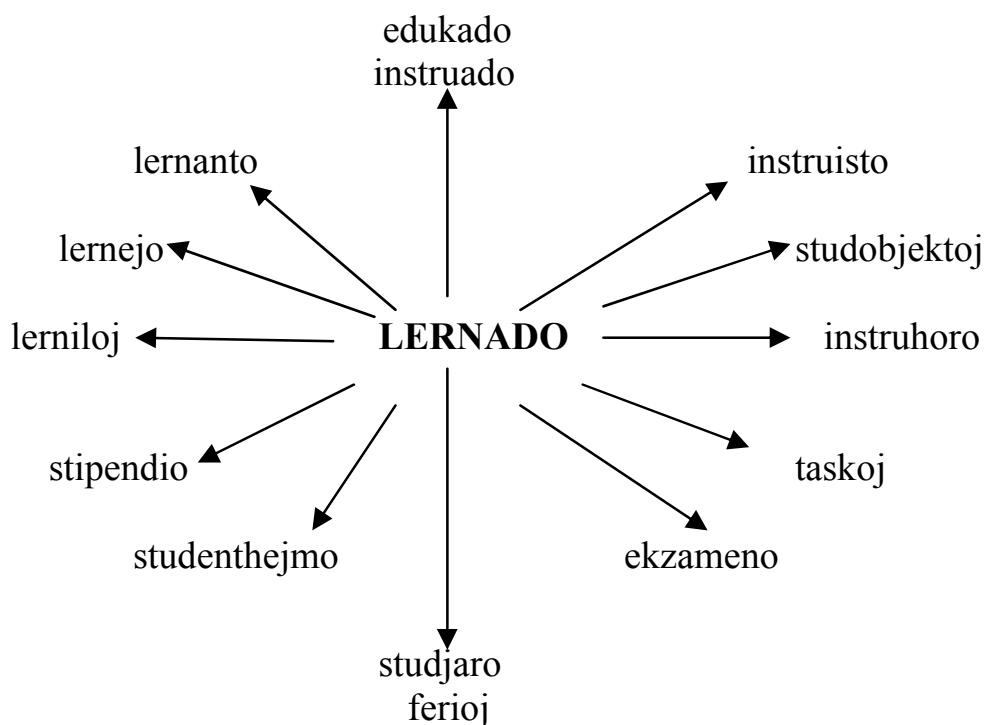 edukado
instruado
lernanto
instruisto
lernejo
studobjektoj
lerniloj
LERNADO
instruhoro
stipendio
taskoj
studenthejmo
ekzameno
studjaro
ferioj